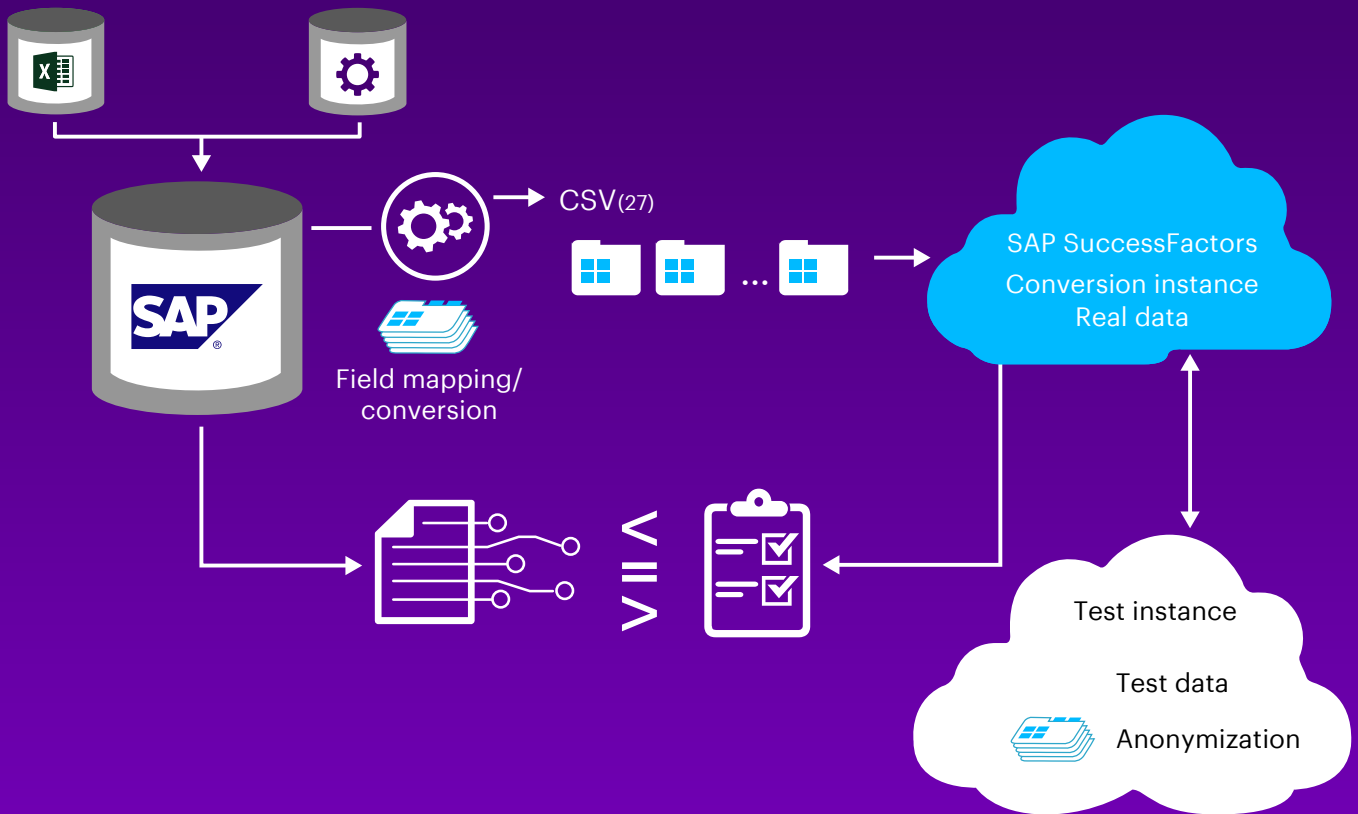 X
SAP
®
CSV(27)
...
Field mapping/
conversion
SAP SuccessFactors
Conversion instance
Real data
<
=
>
Test instance
Test data
Anonymization